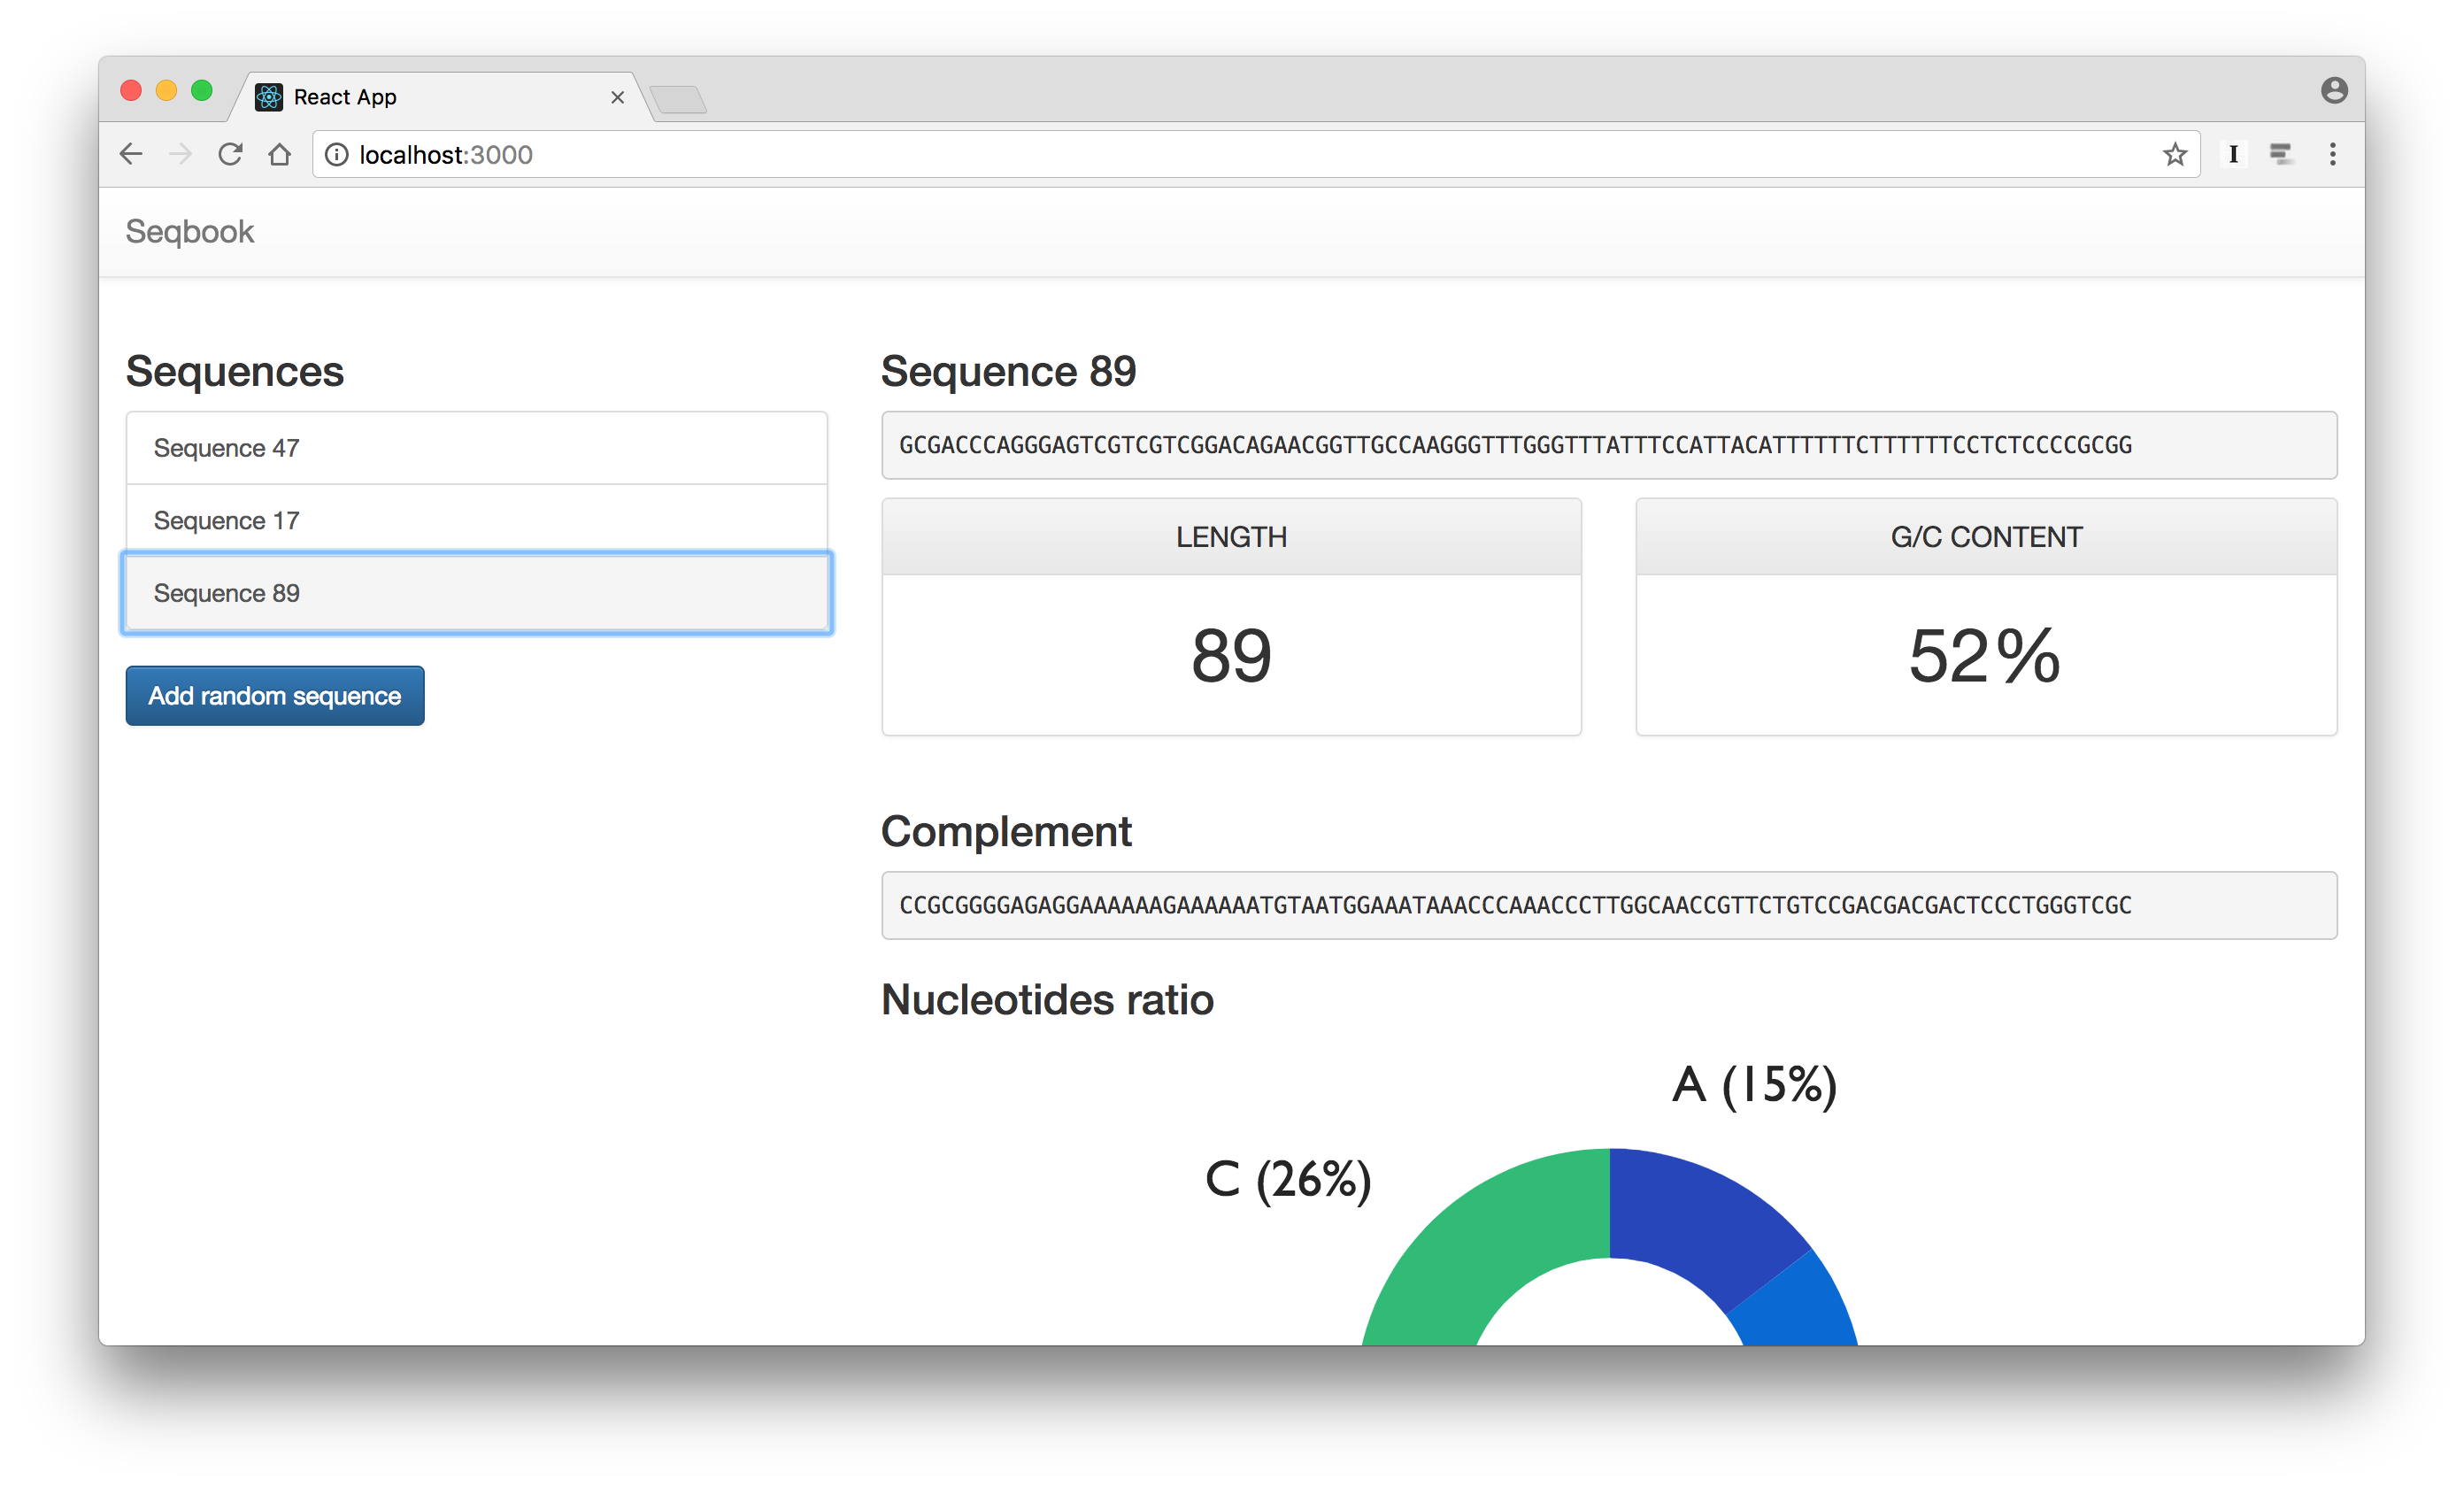 React App
localhost:3000
I
Seqbook
Sequences
Sequence 47
Sequence 17
Sequence 89
Add random sequence
Sequence 89
GCGACCCAGGGAGTCGTCGTCGGACAGAACGGTTGCCAAGGGTTTGGGTTTATTTCCATTACATTTTTTCTTTTTTCCTCTCCCCGCGG
LENGTH
89
G/C CONTENT
52%
Complement
CCGCGGGGAGAGGAAAAAAGAAAAAATGTAATGGAAATAAACCCAAACCCTTGGCAACCGTTCTGTCCGACGACGACTCCCTGGGTCGC
Nucleotides ratio
A (15%)
C (26%)